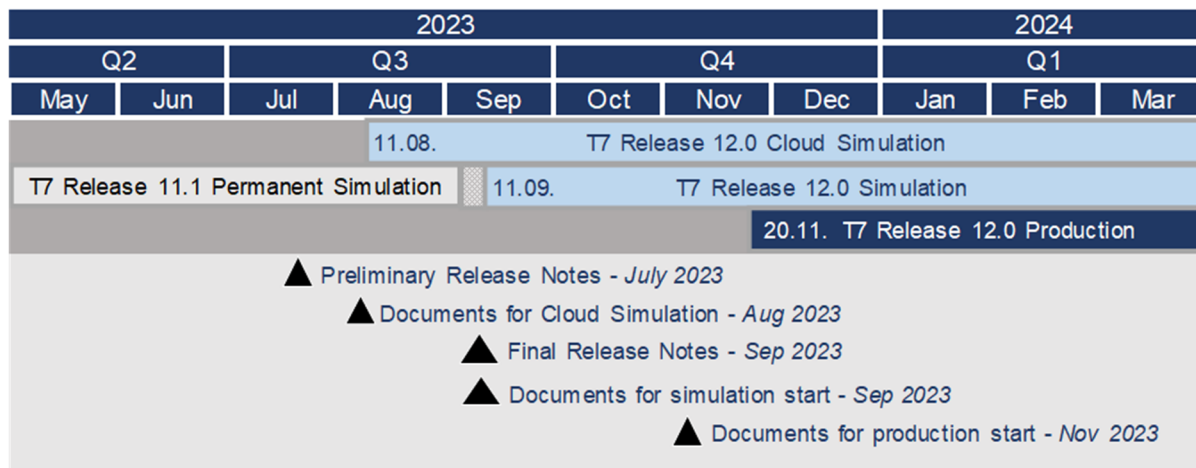 2023 2024
Q2 Q3 Q4 Q1
May Jun Jul Aug Sep Oct Nov Dec Jan Feb Mar
11.08. T7 Release 12.0 Cloud Simulation
T7 Release 11.1 Permanent Simulation 11.09. T7 Release 12.0 Simulation
20.11. T7 Release 12.0 Production
Preliminary Release Notes - July 2023
Documents for Cloud Simulation - Aug 2023
Final Release Notes - Sep 2023
Documents for simulation start - Sep 2023
Documents for production start - Nov 2023